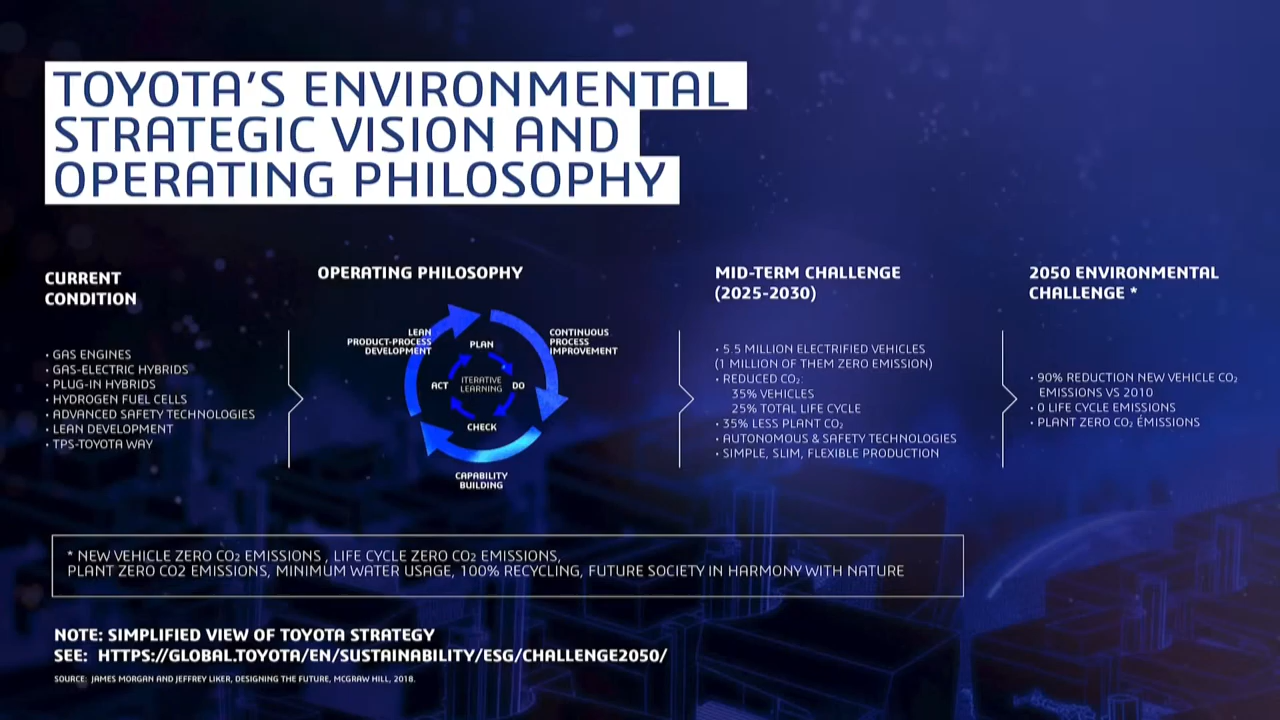 TOYOTA'S ENVIRONMENTAL
STRATEGIC VISION AND
OPERATING PHILOSOPHY
CURRENT
CONDITION
• GAS ENGINES
• GAS-ELECTRIC HYBRIDS
• PLUG-IN HYBRIDS
• HYDROGEN FUEL CELLS
• ADVANCED SAFETY TECHNOLOGIES
• LEAN DEVELOPMENT
• TPS-TOYOTA WAY
OPERATING PHILOSOPHY
LEAN
PRODUCT-PROCESS
DEVELOPMENT
CONTINUOUS
PROCESS
IMPROVEMENT
PLAN
ACT
ITERATIVE
LEARNING
DO
CHECK
CAPABILITY
BUILDING
MID-TERM CHALLENGE
(2025-2030)
• 5.5 MILLION ELECTRIFIED VEHICLES
(1 MILLION OF THEM ZERO EMISSION)
• REDUCED CO₂:
35% VEHICLES
25% TOTAL LIFE CYCLE
• 35% LESS PLANT CO₂
• AUTONOMOUS & SAFETY TECHNOLOGIES
• SIMPLE, SLIM, FLEXIBLE PRODUCTION
2050 ENVIRONMENTAL
CHALLENGE *
• 90% REDUCTION NEW VEHICLE CO₂
EMISSIONS VS 2010
• 0 LIFE CYCLE EMISSIONS
• PLANT ZERO CO₂ EMISSIONS
* NEW VEHICLE ZERO CO₂ EMISSIONS , LIFE CYCLE ZERO CO₂ EMISSIONS,
PLANT ZERO CO2 EMISSIONS, MINIMUM WATER USAGE, 100% RECYCLING, FUTURE SOCIETY IN HARMONY WITH NATURE
NOTE: SIMPLIFIED VIEW OF TOYOTA STRATEGY
SEE: HTTPS://GLOBAL.TOYOTA/EN/SUSTAINABILITY/ESG/CHALLENGE2050/
SOURCE: JAMES MORGAN AND JEFFREY LIKER, DESIGNING THE FUTURE, MCGRAW HILL, 2018.